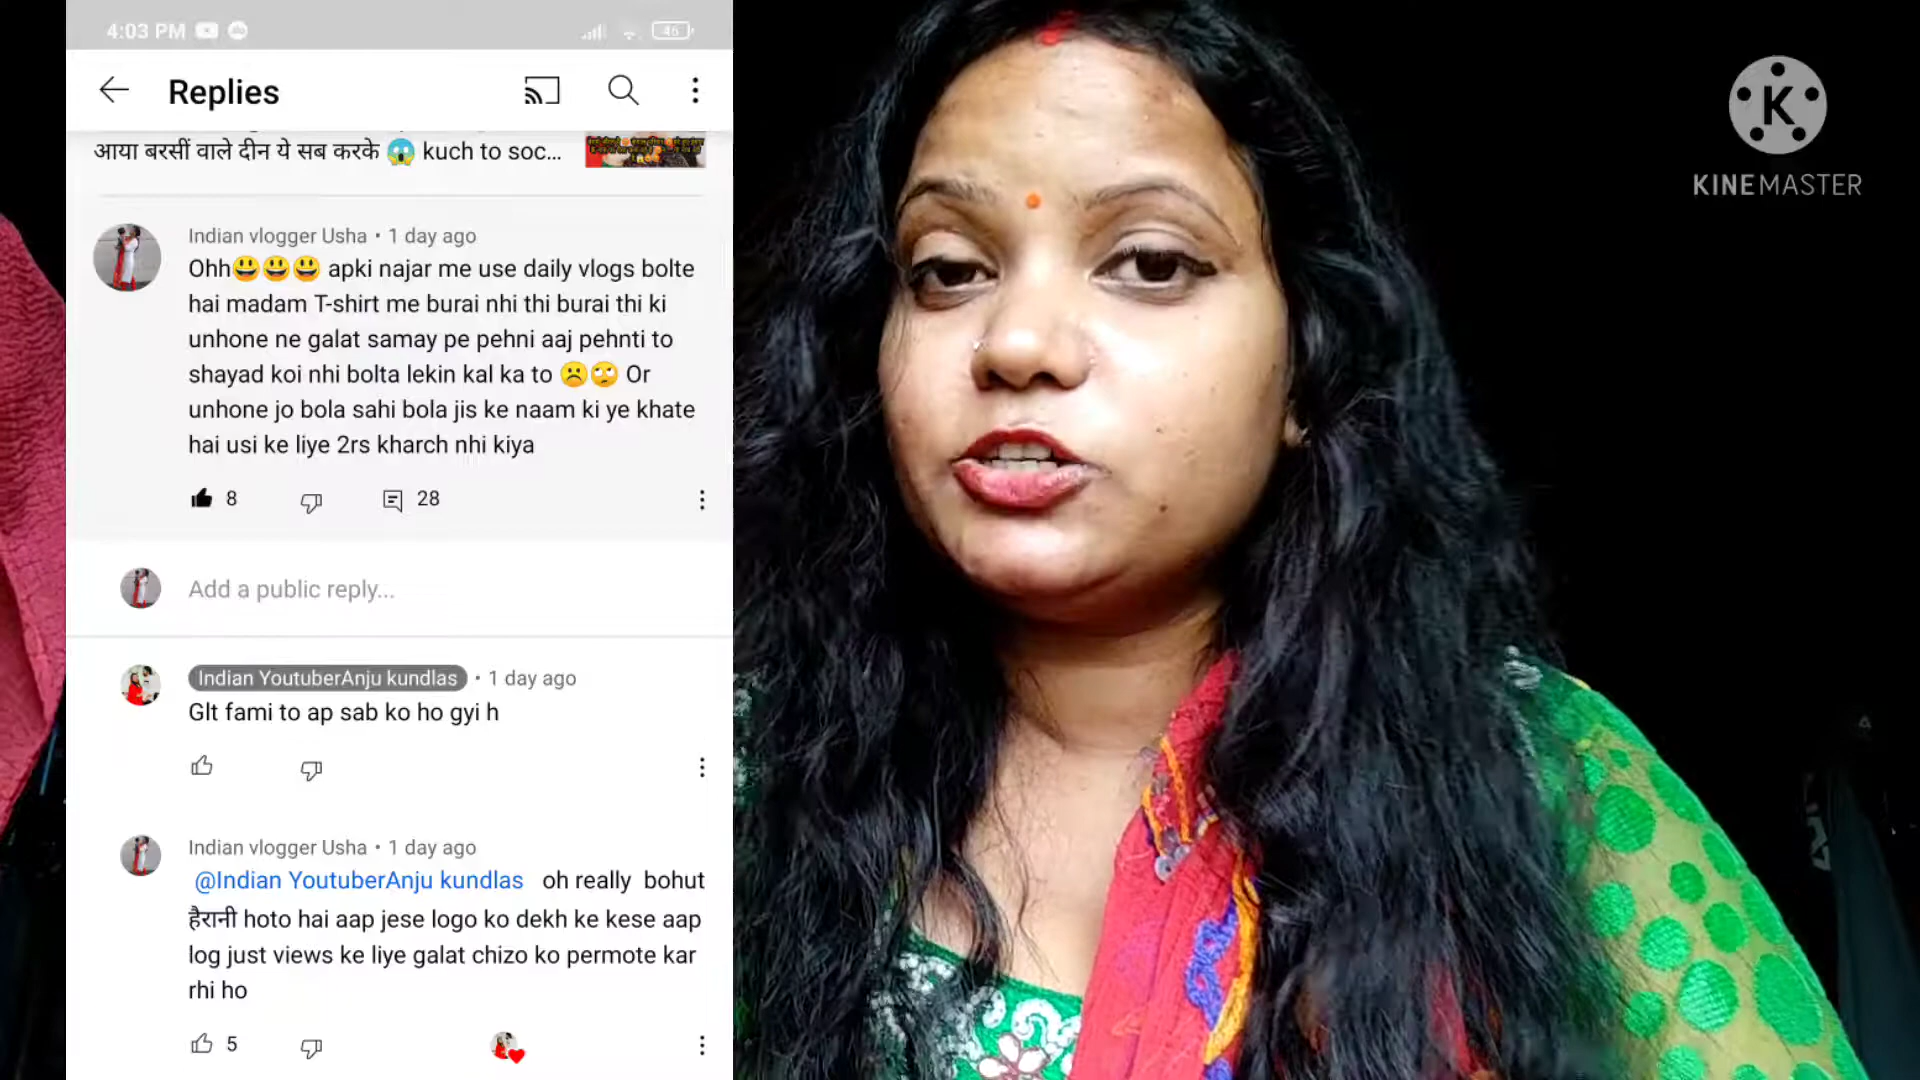 4:03 PM
46
Replies
आया बरसीं वाले दीन ये सब करके 😱 kuch to soc...
Indian vlogger Usha • 1 day ago
Ohh😃😃😃 apki najar me use daily vlogs bolte
hai madam T-shirt me burai nhi thi burai thi ki
unhone ne galat samay pe pehni aaj pehnti to
shayad koi nhi bolta lekin kal ka to ☹️🙄 Or
unhone jo bola sahi bola jis ke naam ki ye khate
hai usi ke liye 2rs kharch nhi kiya
8
28
Add a public reply...
Indian YoutuberAnju kundlas • 1 day ago
Glt fami to ap sab ko ho gyi h
Indian vlogger Usha • 1 day ago
@Indian YoutuberAnju kundlas oh really bohut
हैरानी hoto hai aap jese logo ko dekh ke kese aap
log just views ke liye galat chizo ko permote kar
rhi ho
5
K
KINEMASTER